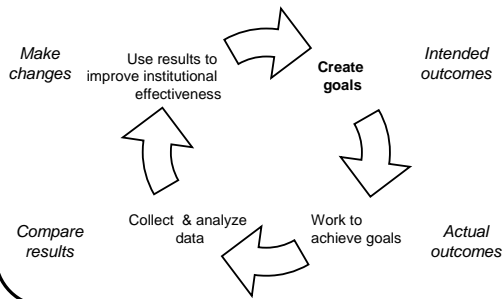 Make
changes
Use results to
improve institutional
effectiveness
Create
goals
Intended
outcomes
Compare
results
Collect & analyze
data
Work to
achieve goals
Actual
outcomes